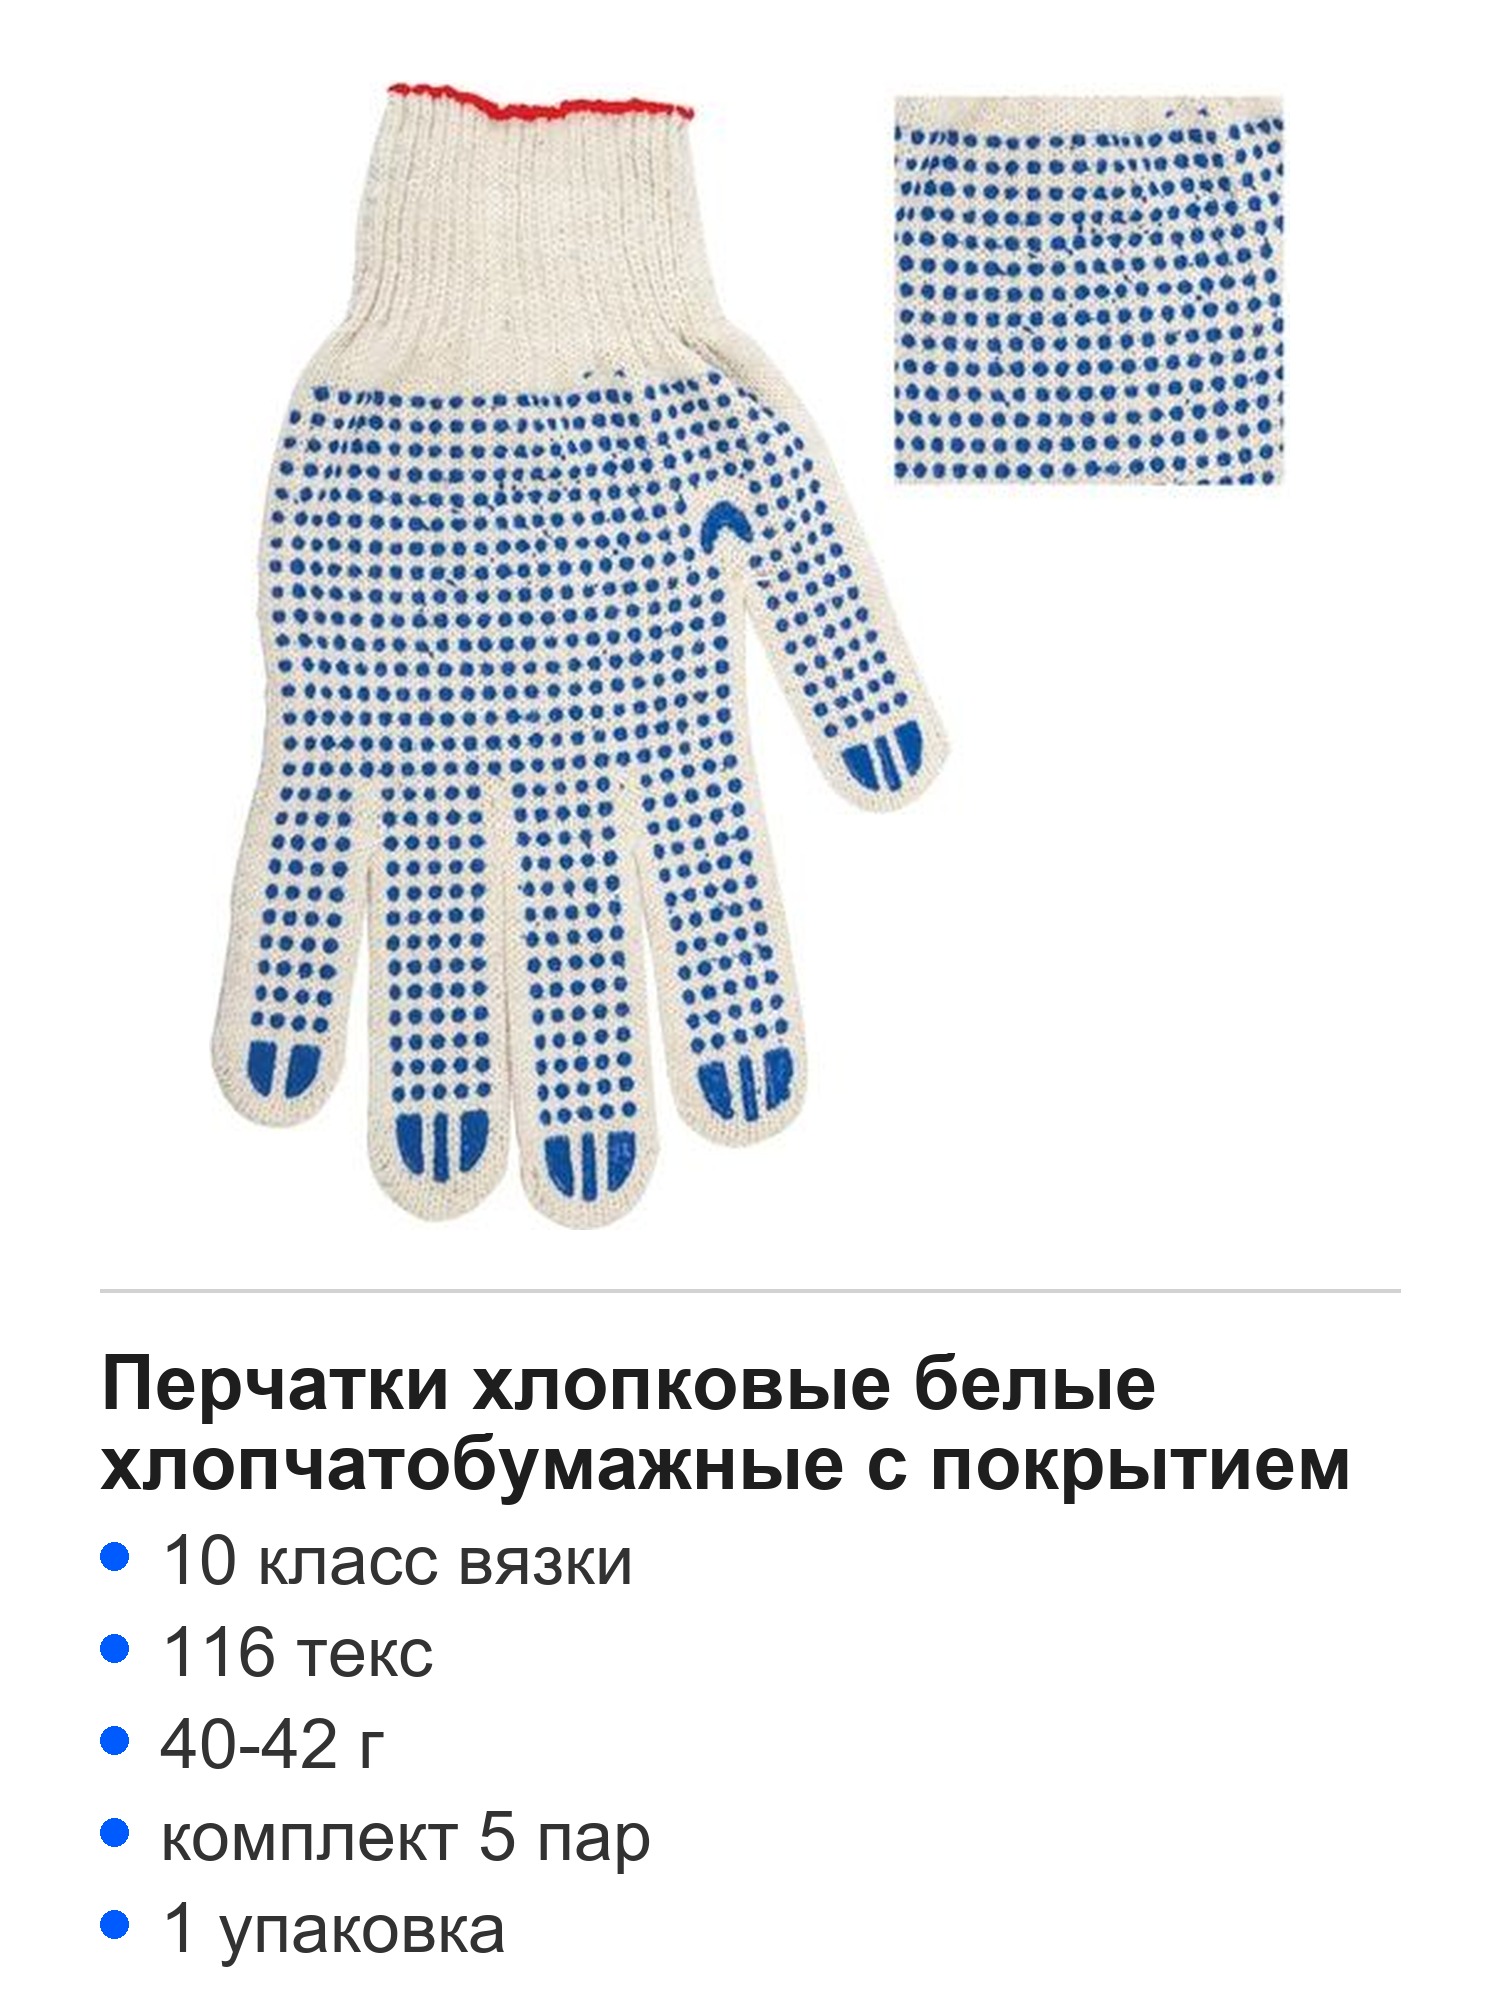 Перчатки хлопковые белые
хлопчатобумажные с покрытием
10 класс вязки
116 текс
40-42 г
комплект 5 пар
1 упаковка